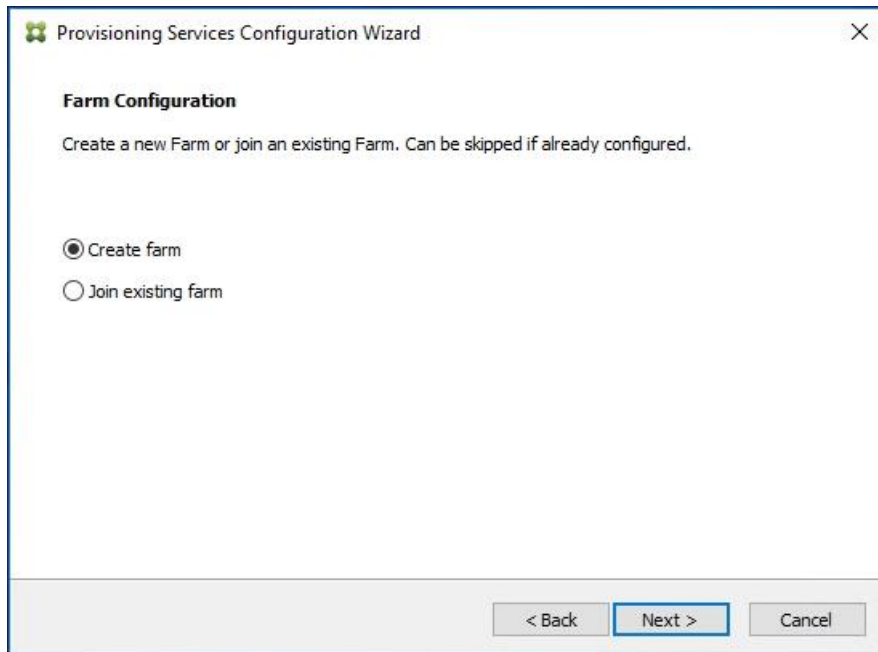 Provisioning Services Configuration Wizard
Farm Configuration
Create a new Farm or join an existing Farm. Can be skipped if already configured.
Create farm
Join existing farm
< Back Next > Cancel